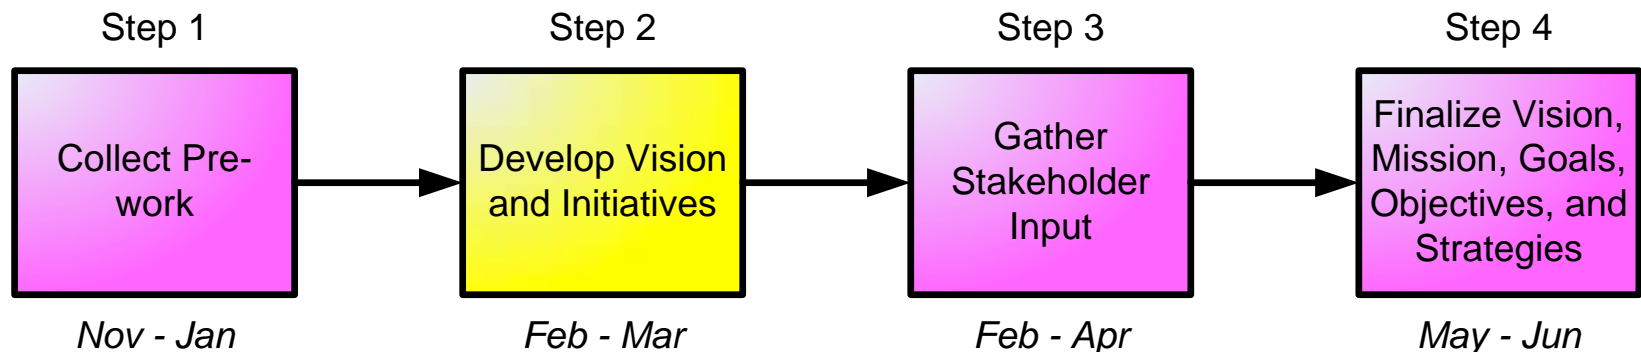 Step 1
Step 2
Step 3
Step 4
Collect Pre-
work
Develop Vision
and Initiatives
Gather
Stakeholder
Input
Finalize Vision,
Mission, Goals,
Objectives, and
Strategies
Nov - Jan
Feb - Mar
Feb - Apr
May - Jun